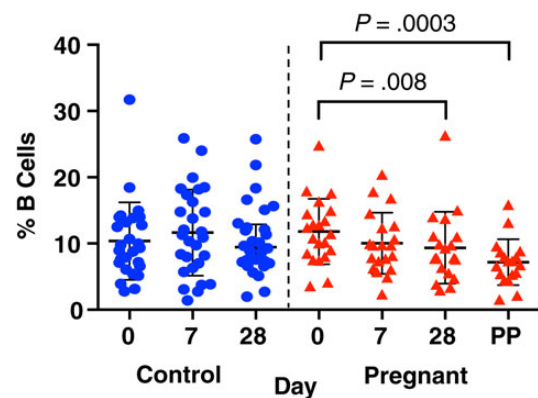 P = .0003
P = .008
40
30
20
10
0
% B Cells
0 7 28 0 7 28 PP
Control Day Pregnant